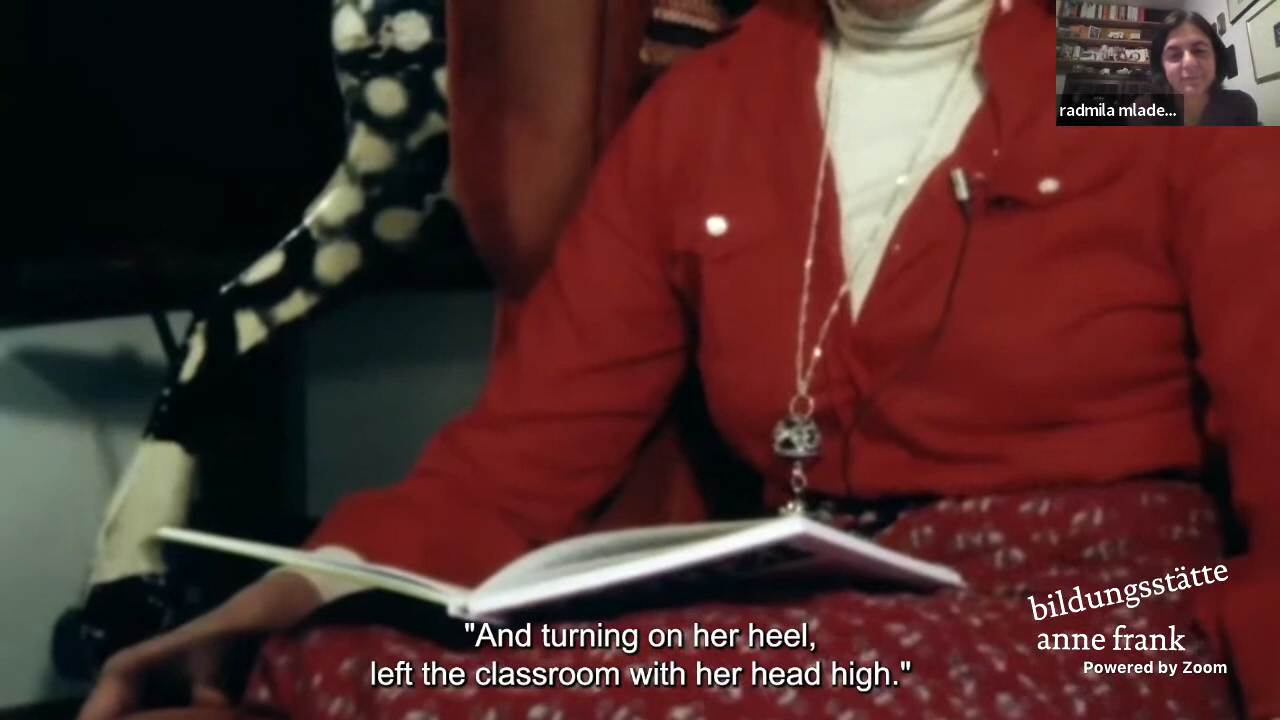 radmila mlade...
"And turning on her heel,
left the classroom with her head high."
bildungsstätte
anne frank
Powered by Zoom